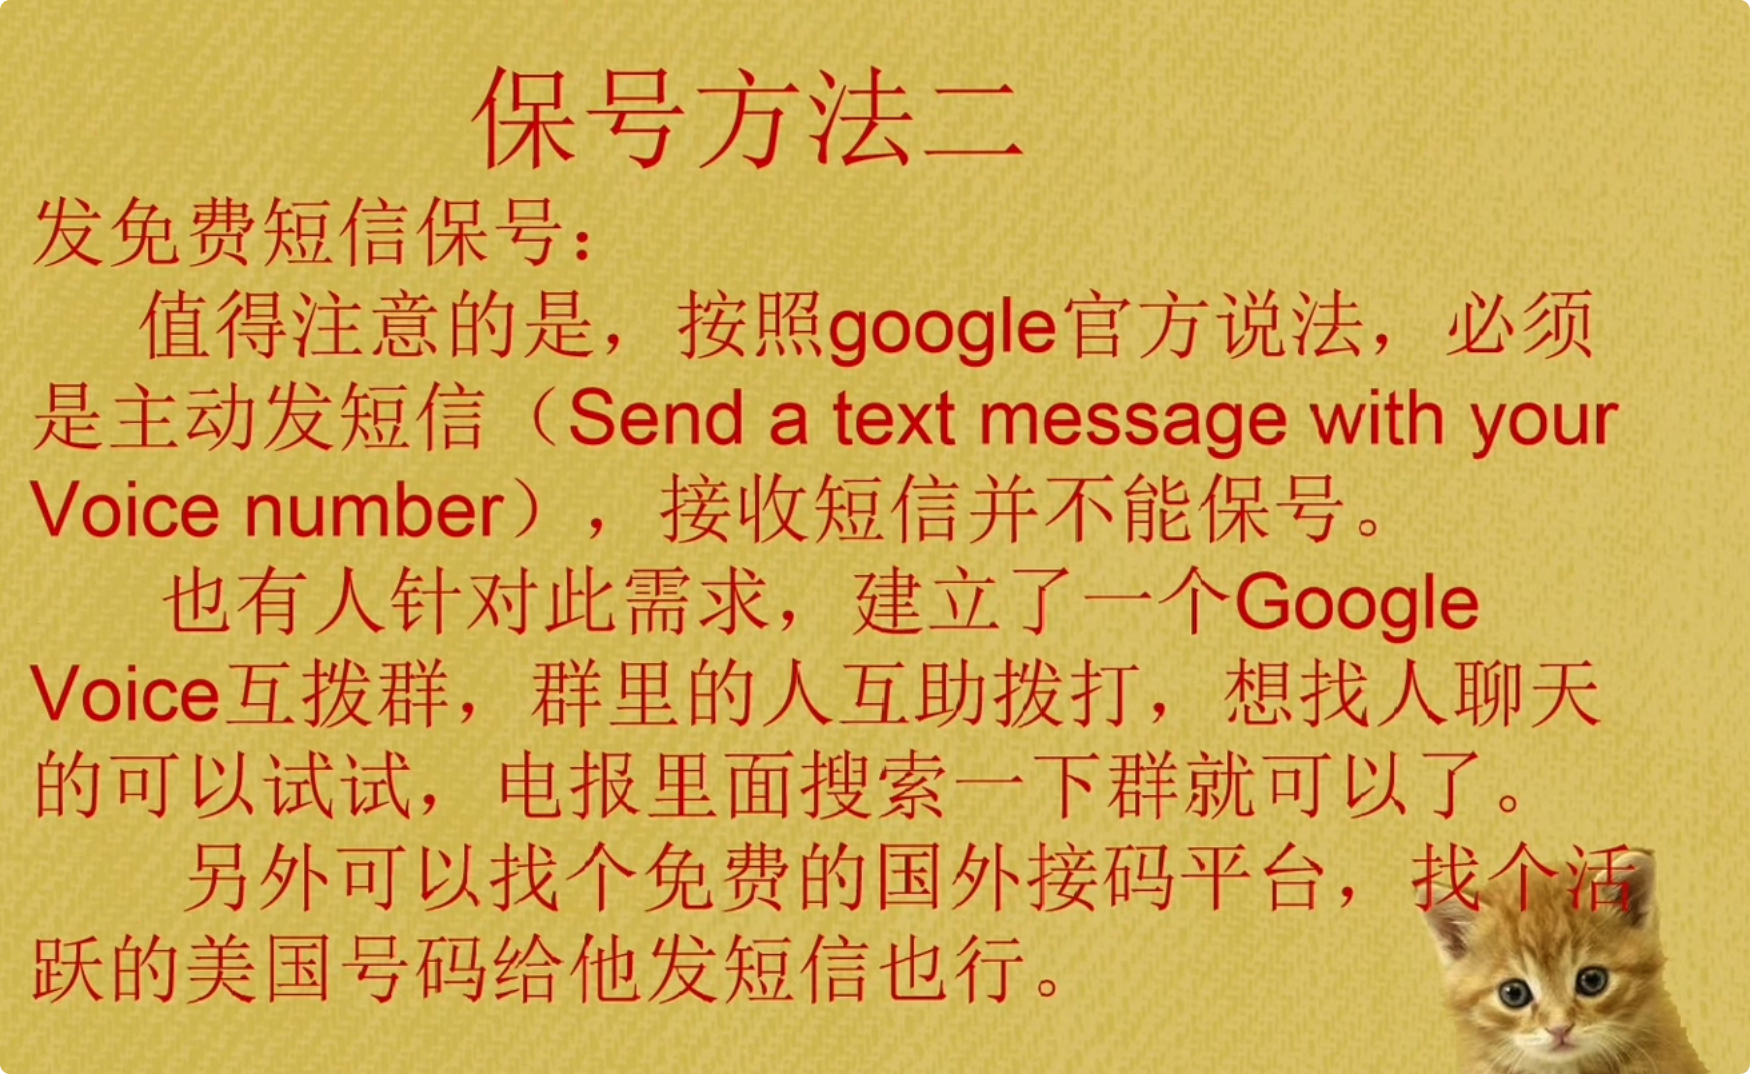 保号方法二
发免费短信保号：
值得注意的是，按照google官方说法，必须
是主动发短信（Send a text message with your
Voice number），接收短信并不能保号。
也有人针对此需求，建立了一个Google
Voice互拨群，群里的人互助拨打，想找人聊天
的可以试试，电报里面搜索一下群就可以了。
另外可以找个免费的国外接码平台，找个活
跃的美国号码给他发短信也行。